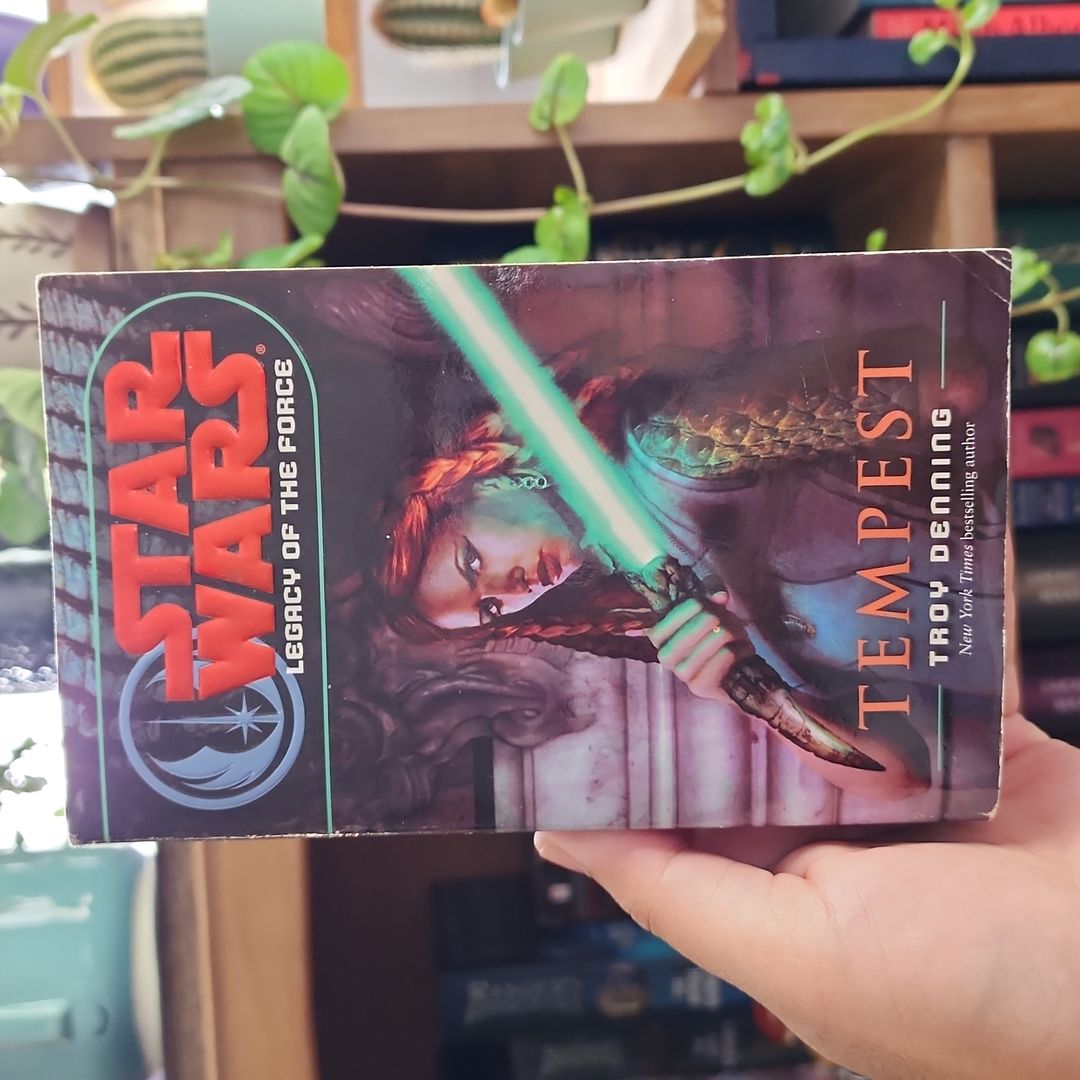 STAR
WARS®
LEGACY OF THE FORCE
TEMPEST
TROY DENNING
New York Times bestselling author